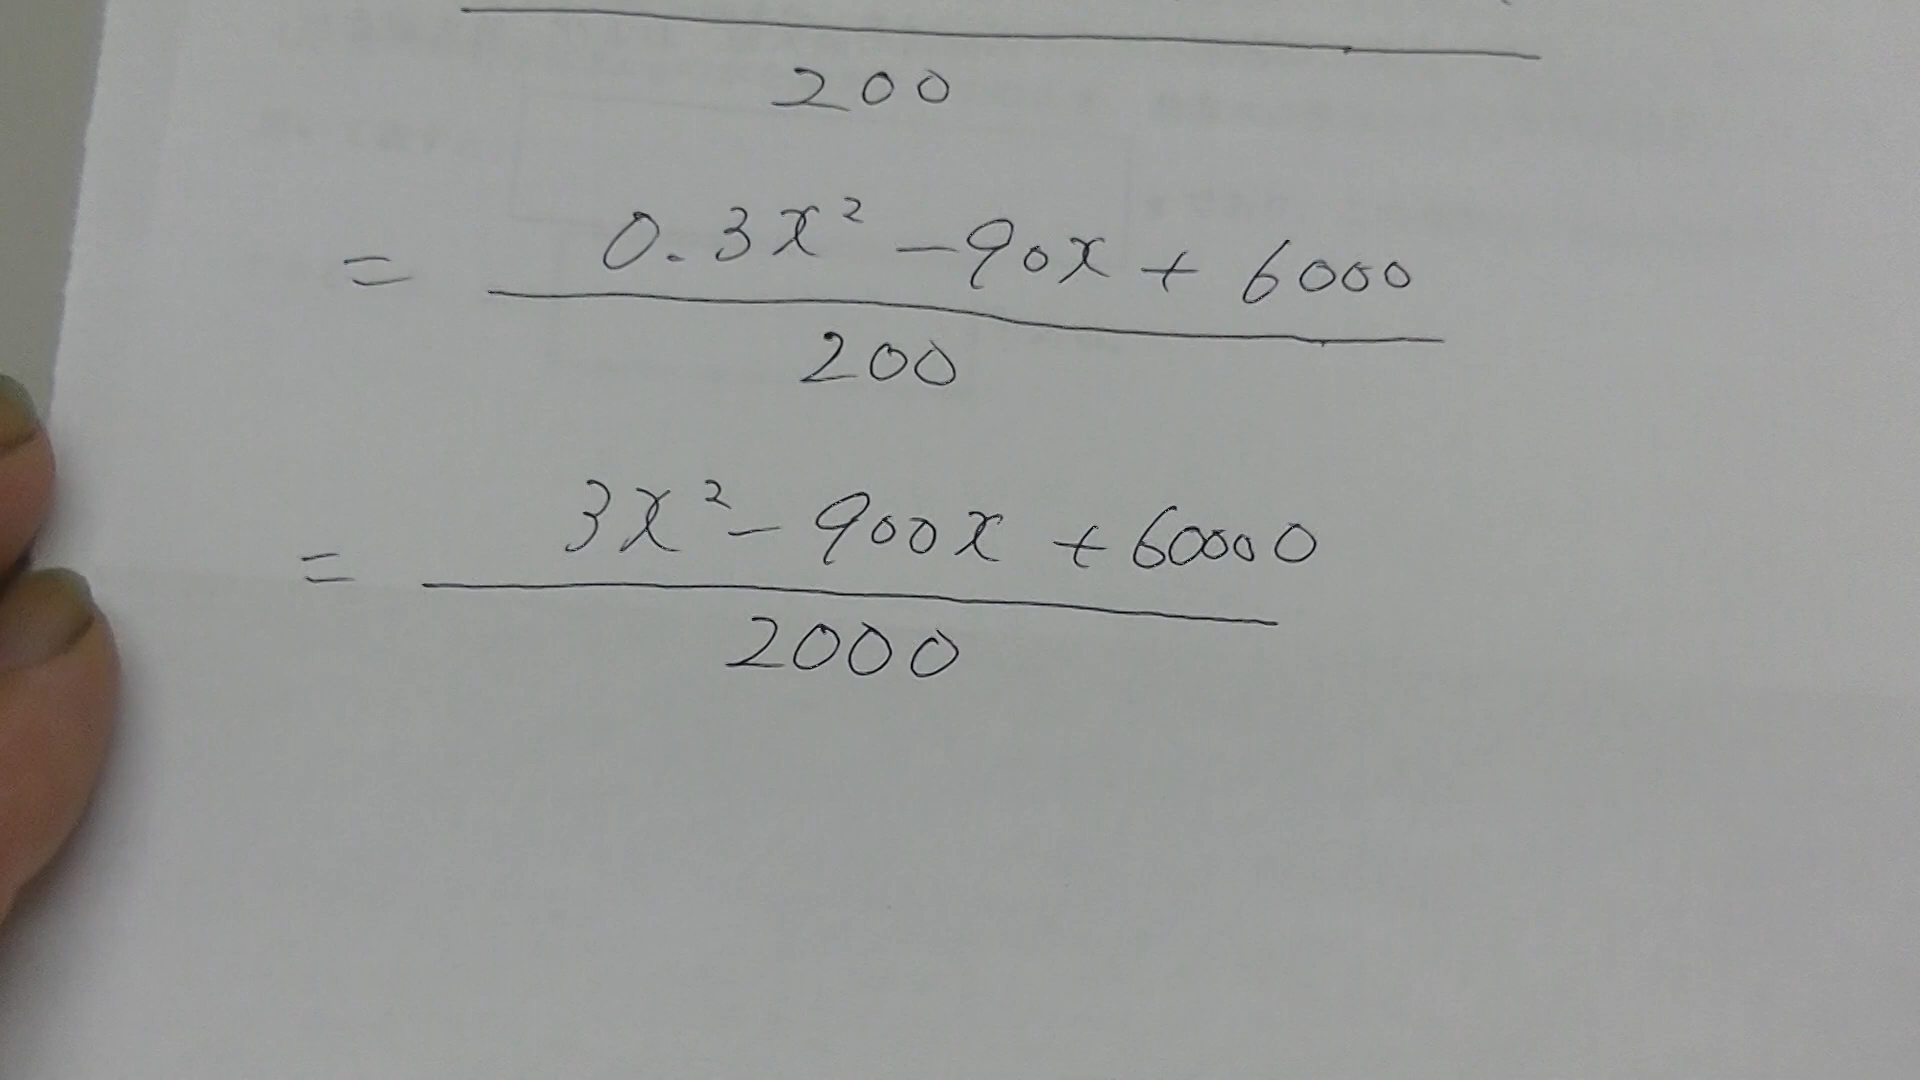 200
= 0.3x² - 90x + 6000
200
= 3x² - 900x + 60000
2000